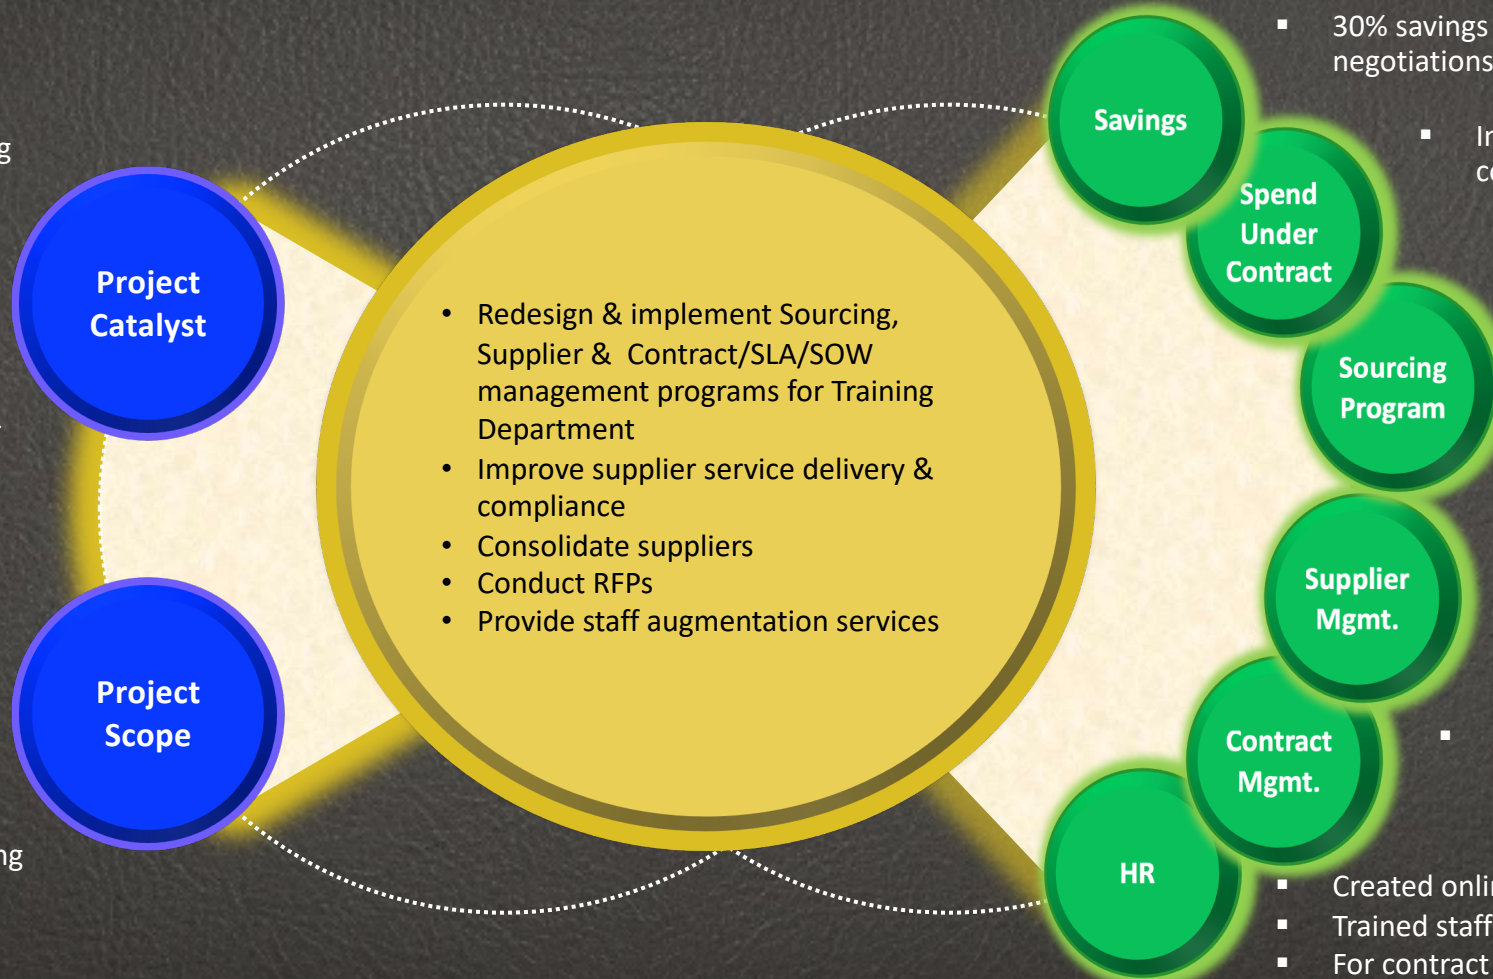 Project
Catalyst
Project
Scope
• Redesign & implement Sourcing,
Supplier & Contract/SLA/SOW
management programs for Training
Department
• Improve supplier service delivery &
compliance
• Consolidate suppliers
• Conduct RFPs
• Provide staff augmentation services
Savings
Spend
Under
Contract
Sourcing
Program
Supplier
Mgmt.
Contract
Mgmt.
HR
▪ 30% savings
negotiations
▪ Trained staff
▪ For contract